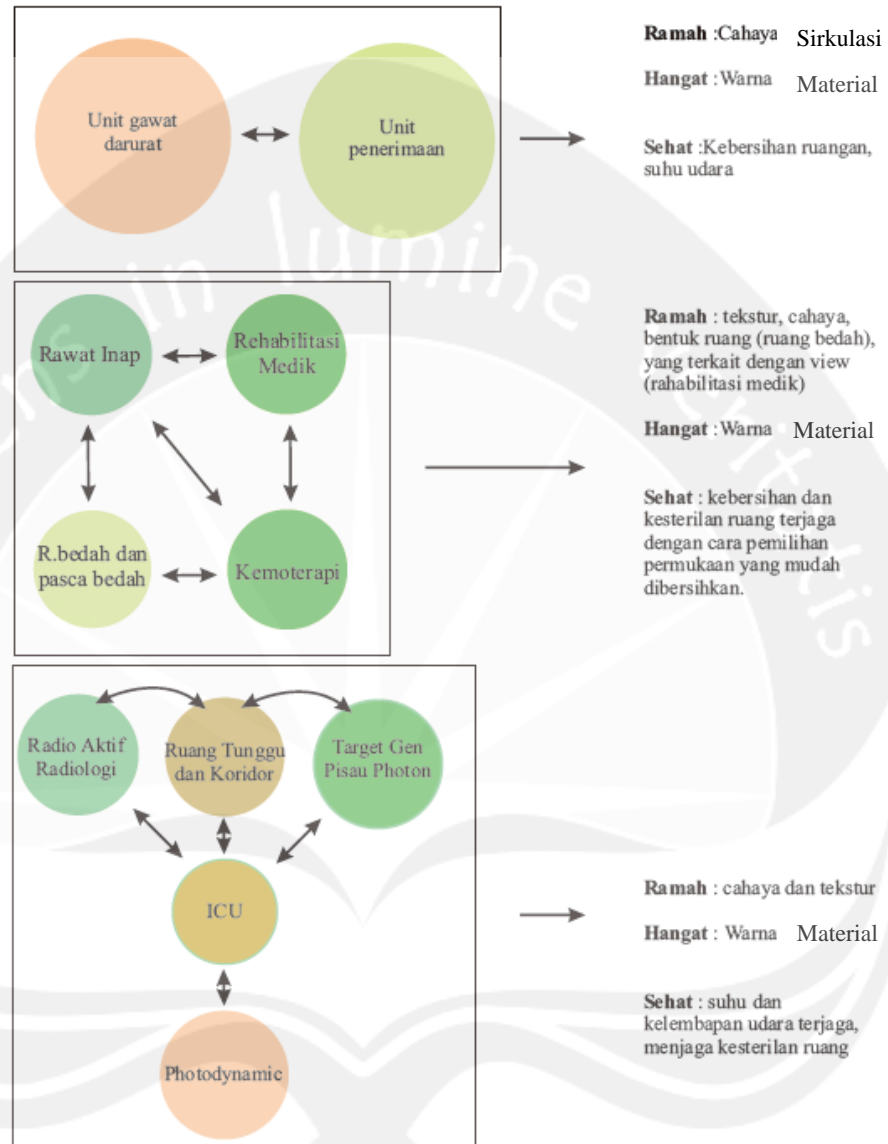 Unit gawat
darurat
Unit
penerimaan
Ramah :Cahaya Sirkulasi
Hangat : Warna Material
Sehat :Kebersihan ruangan,
suhu udara
Rawat Inap
Rehabilitasi
Medik
R.bedah dan
pasca bedah
Kemoterapi
Ramah : tekstur, cahaya,
bentuk ruang (ruang bedah),
yang terkait dengan view
(rahabilitasi medik)
Hangat : Warna Material
Sehat : kebersihan dan
kesterilan ruang terjaga
dengan cara pemilihan
permukaan yang mudah
dibersihkan.
Radio Aktif
Radiologi
Ruang Tunggu
dan Koridor
Target Gen
Pisau Photon
ICU
Photodynamic
Ramah : cahaya dan tekstur
Hangat : Warna Material
Sehat : suhu dan
kelembapan udara terjaga,
menjaga kesterilan ruang
ens in lumine veritatis